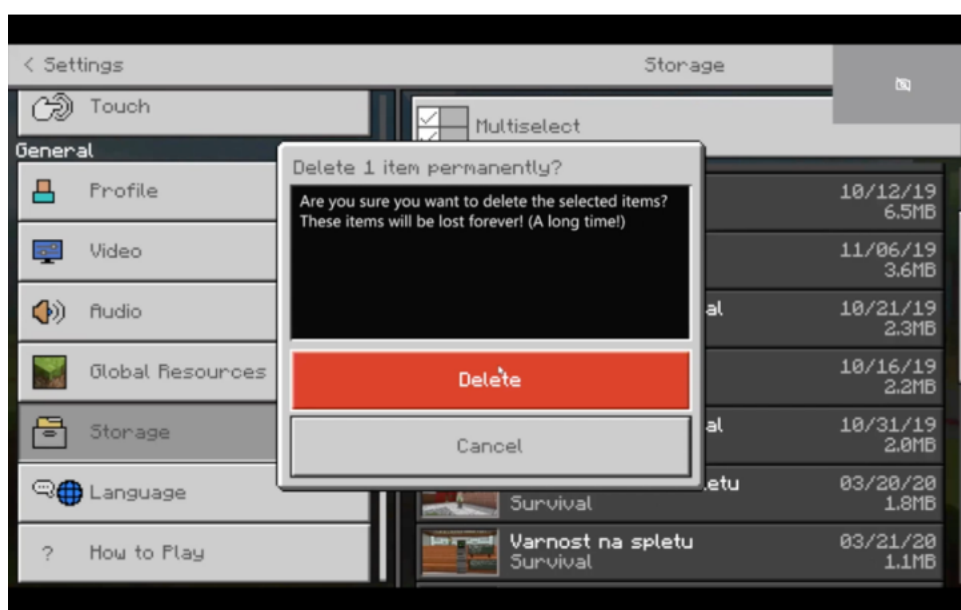 < Settings
Storage
Touch
Multiselect
General
Delete 1 item permanently?
Profile
Are you sure you want to delete the selected items?
These items will be lost forever! (A long time!)
10/12/19
6.5MB
Video
11/06/19
3.6MB
Audio
al
10/21/19
2.3MB
Global Resources
Delete
10/16/19
2.2MB
Storage
Cancel
al
10/31/19
2.0MB
Language
etu
03/20/20
Survival
1.8MB
? How to Play
Varnost na spletu
03/21/20
Survival
1.1MB